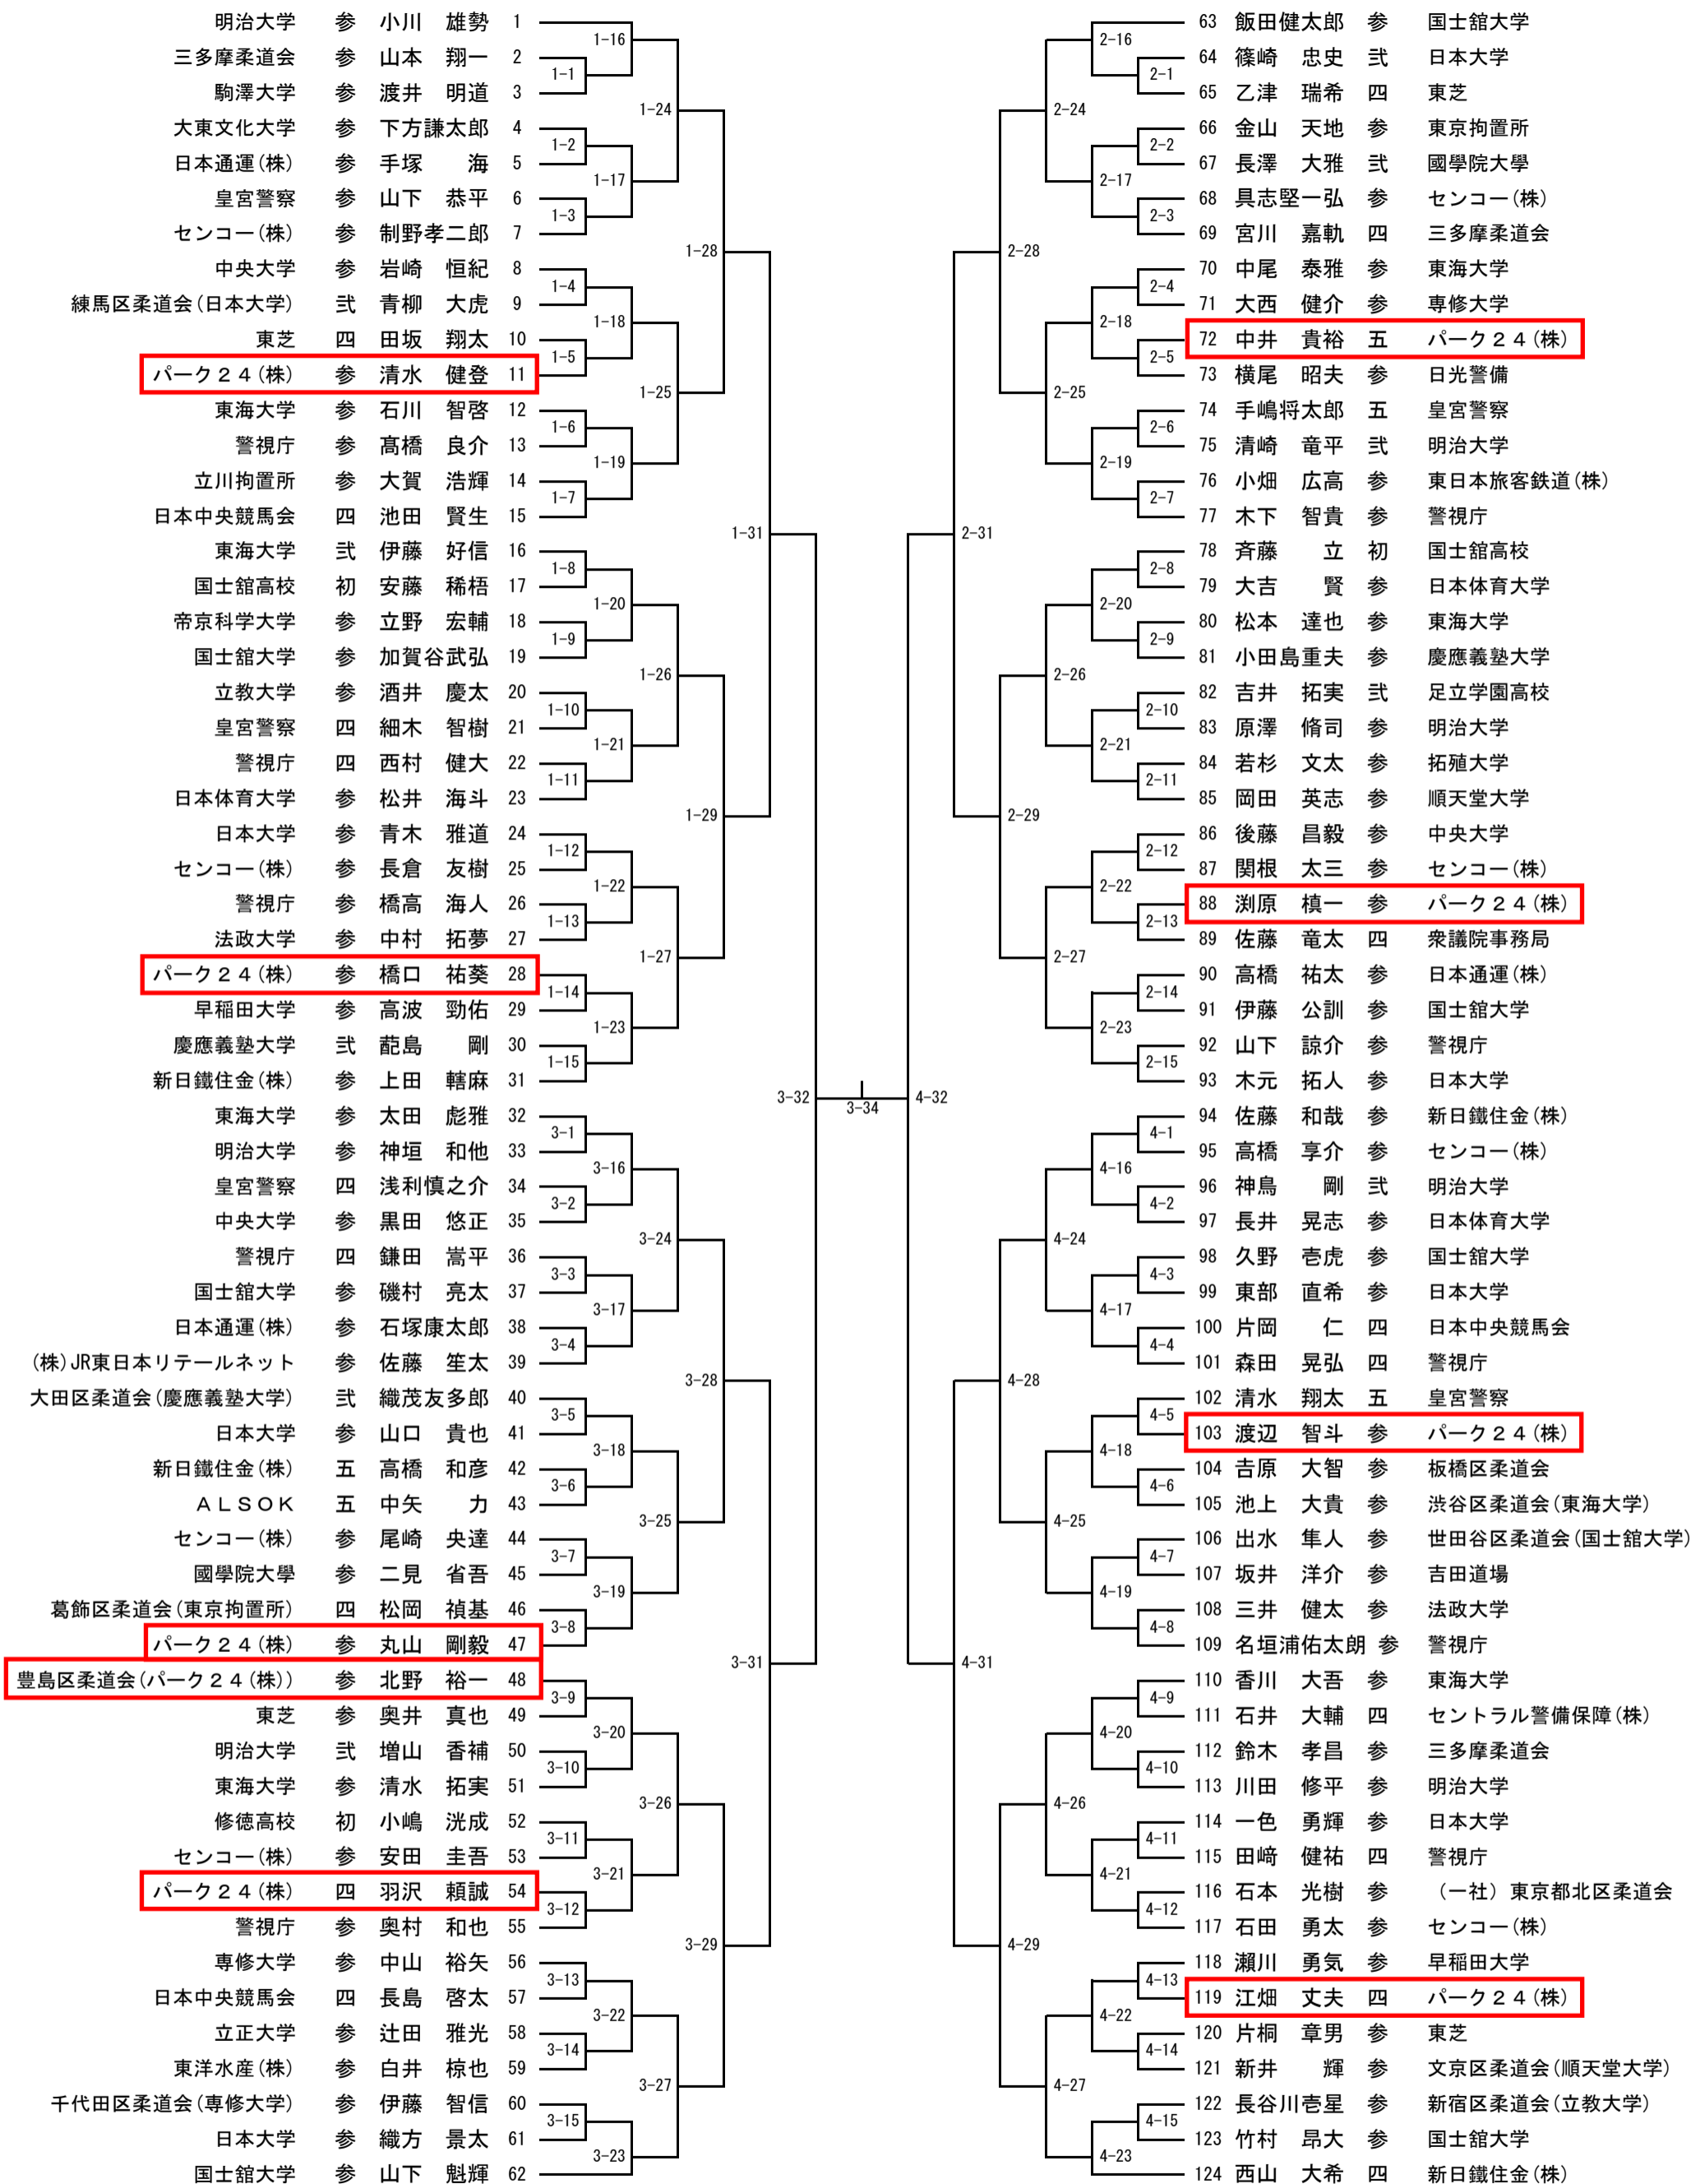 明治大学 参 小川 雄勢 1
三多摩柔道会 参 山本 翔一 2
駒澤大学 参 渡井 明道 3
大東文化大学 参 下方謙太郎 4
日本通運(株) 参 手塚 海 5
皇宮警察 参 山下 恭平 6
センコー(株) 参 制野孝二郎 7
中央大学 参 岩崎 恒紀 8
練馬区柔道会(日本大学) 弐 青柳 大虎 9
東芝 四 田坂 翔太 10
パーク24(株) 参 清水 健登 11
東海大学 参 石川 智啓 12
警視庁 参 髙橋 良介 13
立川拘置所 参 大賀 浩輝 14
日本中央競馬会 四 池田 賢生 15
東海大学 弐 伊藤 好信 16
国士舘高校 初 安藤 稀梧 17
帝京科学大学 参 立野 宏輔 18
国士舘大学 参 加賀谷武弘 19
立教大学 参 酒井 慶太 20
皇宮警察 四 細木 智樹 21
警視庁 四 西村 健大 22
日本体育大学 参 松井 海斗 23
日本大学 参 青木 雅道 24
センコー(株) 参 長倉 友樹 25
警視庁 参 橋高 海人 26
法政大学 参 中村 拓夢 27
パーク24(株) 参 橋口 祐葵 28
早稲田大学 参 高波 勁佑 29
慶應義塾大学 弐 蓜島 剛 30
新日鐵住金(株) 参 上田 轄麻 31
東海大学 参 太田 彪雅 32
明治大学 参 神垣 和他 33
皇宮警察 四 浅利慎之介 34
中央大学 参 黒田 悠正 35
警視庁 四 鎌田 嵩平 36
国士舘大学 参 磯村 亮太 37
日本通運(株) 参 石塚康太郎 38
(株)JR東日本リテールネット 参 佐藤 笙太 39
大田区柔道会(慶應義塾大学) 弐 織茂友多郎 40
日本大学 参 山口 貴也 41
新日鐵住金(株) 五 高橋 和彦 42
ALSOK 五 中矢 力 43
センコー(株) 参 尾崎 央達 44
國學院大學 参 二見 省吾 45
葛飾区柔道会(東京拘置所) 四 松岡 禎基 46
パーク24(株) 参 丸山 剛毅 47
豊島区柔道会(パーク24(株)) 参 北野 裕一 48
東芝 参 奥井 真也 49
明治大学 弐 増山 香補 50
東海大学 参 清水 拓実 51
修徳高校 初 小嶋 洸成 52
センコー(株) 参 安田 圭吾 53
パーク24(株) 四 羽沢 頼誠 54
警視庁 参 奥村 和也 55
専修大学 参 中山 裕矢 56
日本中央競馬会 四 長島 啓太 57
立正大学 参 辻田 雅光 58
東洋水産(株) 参 白井 椋也 59
千代田区柔道会(専修大学) 参 伊藤 智信 60
日本大学 参 織方 景太 61
国士舘大学 参 山下 魁輝 62
1-16
1-1
1-24
1-2
1-17
1-3
1-28
1-4
1-18
1-5
1-25
1-6
1-19
1-7
1-31
1-8
1-20
1-9
1-26
1-10
1-21
1-11
1-29
1-12
1-22
1-13
1-27
1-14
1-23
1-15
3-32
3-1
3-16
3-2
3-24
3-3
3-17
3-4
3-28
3-5
3-18
3-6
3-25
3-7
3-19
3-8
3-31
3-9
3-20
3-10
3-26
3-11
3-21
3-12
3-29
3-13
3-22
3-14
3-27
3-15
3-23
3-34
2-16
2-1
2-24
2-2
2-17
2-3
2-28
2-4
2-18
2-5
2-25
2-6
2-19
2-7
2-31
2-8
2-20
2-9
2-26
2-10
2-21
2-11
2-29
2-12
2-22
2-13
2-27
2-14
2-23
2-15
4-32
4-1
4-16
4-2
4-24
4-3
4-17
4-4
4-28
4-5
4-18
4-6
4-25
4-7
4-19
4-8
4-31
4-9
4-20
4-10
4-26
4-11
4-21
4-12
4-29
4-13
4-22
4-14
4-27
4-15
4-23
63 飯田健太郎 参 国士舘大学
64 篠崎 忠史 弐 日本大学
65 乙津 瑞希 四 東芝
66 金山 天地 参 東京拘置所
67 長澤 大雅 弐 國學院大學
68 具志堅一弘 参 センコー(株)
69 宮川 嘉軌 四 三多摩柔道会
70 中尾 泰雅 参 東海大学
71 大西 健介 参 専修大学
72 中井 貴裕 五 パーク24(株)
73 横尾 昭夫 参 日光警備
74 手嶋将太郎 五 皇宮警察
75 清崎 竜平 弐 明治大学
76 小畑 広高 参 東日本旅客鉄道(株)
77 木下 智貴 参 警視庁
78 斉藤 立 初 国士舘高校
79 大吉 賢 参 日本体育大学
80 松本 達也 参 東海大学
81 小田島重夫 参 慶應義塾大学
82 吉井 拓実 弐 足立学園高校
83 原澤 脩司 参 明治大学
84 若杉 文太 参 拓殖大学
85 岡田 英志 参 順天堂大学
86 後藤 昌毅 参 中央大学
87 関根 太三 参 センコー(株)
88 渕原 槙一 参 パーク24(株)
89 佐藤 竜太 四 衆議院事務局
90 高橋 祐太 参 日本通運(株)
91 伊藤 公訓 参 国士舘大学
92 山下 諒介 参 警視庁
93 木元 拓人 参 日本大学
94 佐藤 和哉 参 新日鐵住金(株)
95 高橋 享介 参 センコー(株)
96 神鳥 剛 弐 明治大学
97 長井 晃志 参 日本体育大学
98 久野 壱虎 参 国士舘大学
99 東部 直希 参 日本大学
100 片岡 仁 四 日本中央競馬会
101 森田 晃弘 四 警視庁
102 清水 翔太 五 皇宮警察
103 渡辺 智斗 参 パーク24(株)
104 吉原 大智 参 板橋区柔道会
105 池上 大貴 参 渋谷区柔道会(東海大学)
106 出水 隼人 参 世田谷区柔道会(国士舘大学)
107 坂井 洋介 参 吉田道場
108 三井 健太 参 法政大学
109 名垣浦佑太朗 参 警視庁
110 香川 大吾 参 東海大学
111 石井 大輔 四 セントラル警備保障(株)
112 鈴木 孝昌 参 三多摩柔道会
113 川田 修平 参 明治大学
114 一色 勇輝 参 日本大学
115 田﨑 健祐 四 警視庁
116 石本 光樹 参 (一社)東京都北区柔道会
117 石田 勇太 参 センコー(株)
118 瀬川 勇気 参 早稲田大学
119 江畑 丈夫 四 パーク24(株)
120 片桐 章男 参 東芝
121 新井 輝 参 文京区柔道会(順天堂大学)
122 長谷川壱星 参 新宿区柔道会(立教大学)
123 竹村 昂大 参 国士舘大学
124 西山 大希 四 新日鐵住金(株)